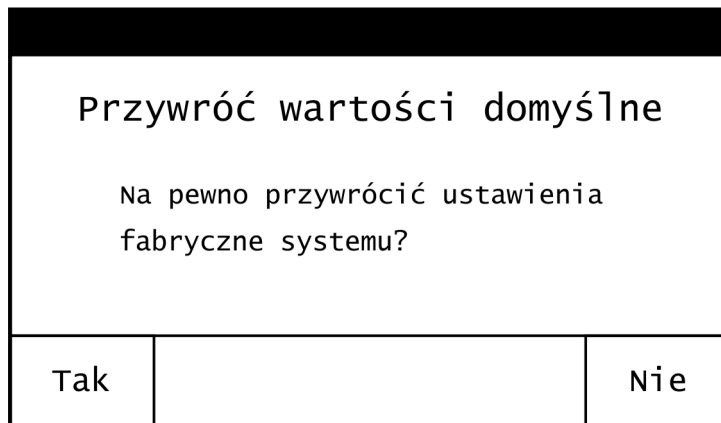 Przywróć wartości domyślne
Na pewno przywrócić ustawienia
fabryczne systemu?
Tak
Nie